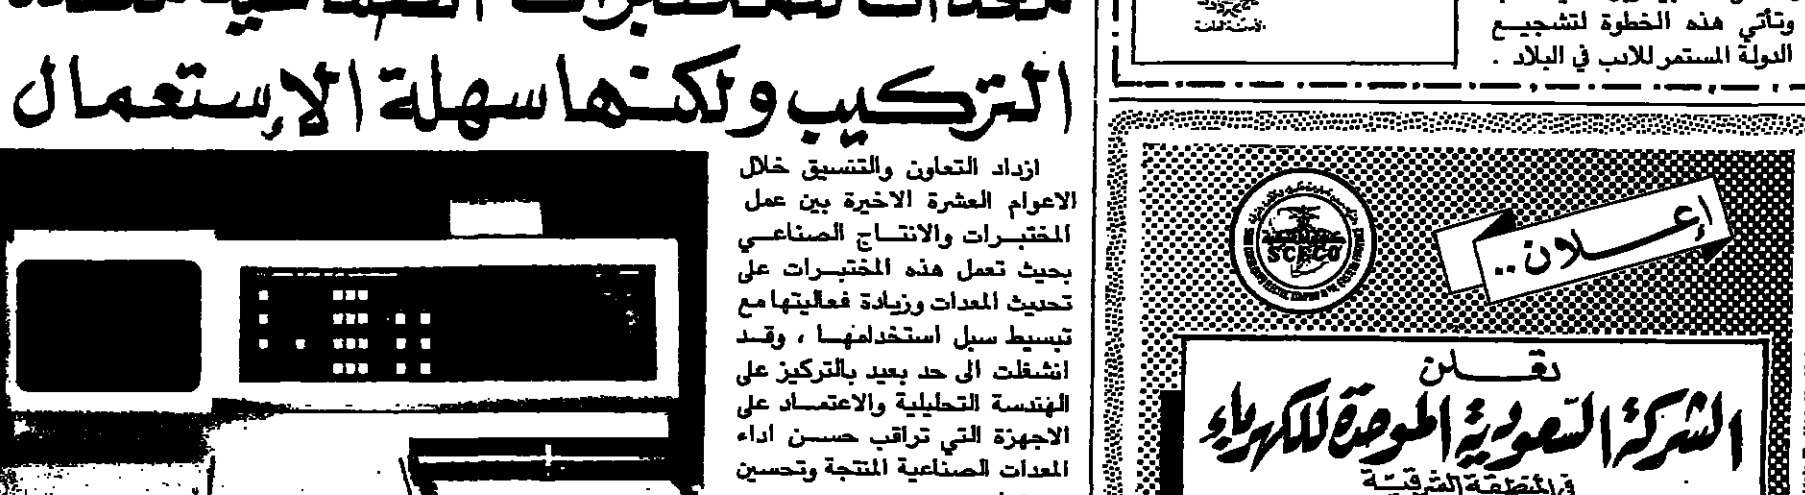 وتأتي هذه الخطوة لتشجيع
الدولة المستمر للادب في البلاد .
إعلان ..
SCECO
تعلن
الشركة السعودية الموحدة للكهرباء
في المنطقة الشرقية
التركيب ولكنها سهلة الإستعمال
ازداد التعاون والتنسيق خلال
الاعوام العشرة الاخيرة بين عمل
المختبرات والانتاج الصناعي
بحيث تعمل هذه المختبرات على
تحديث المعدات وزيادة فعاليتها مع
تبسيط سبل استخدامها ، وقد
انشغلت الى حد بعيد بالتركيز على
الهندسة التحليلية والاعتماد على
الاجهزة التي تراقب حسن اداء
المعدات الصناعية المنتجة وتحسين